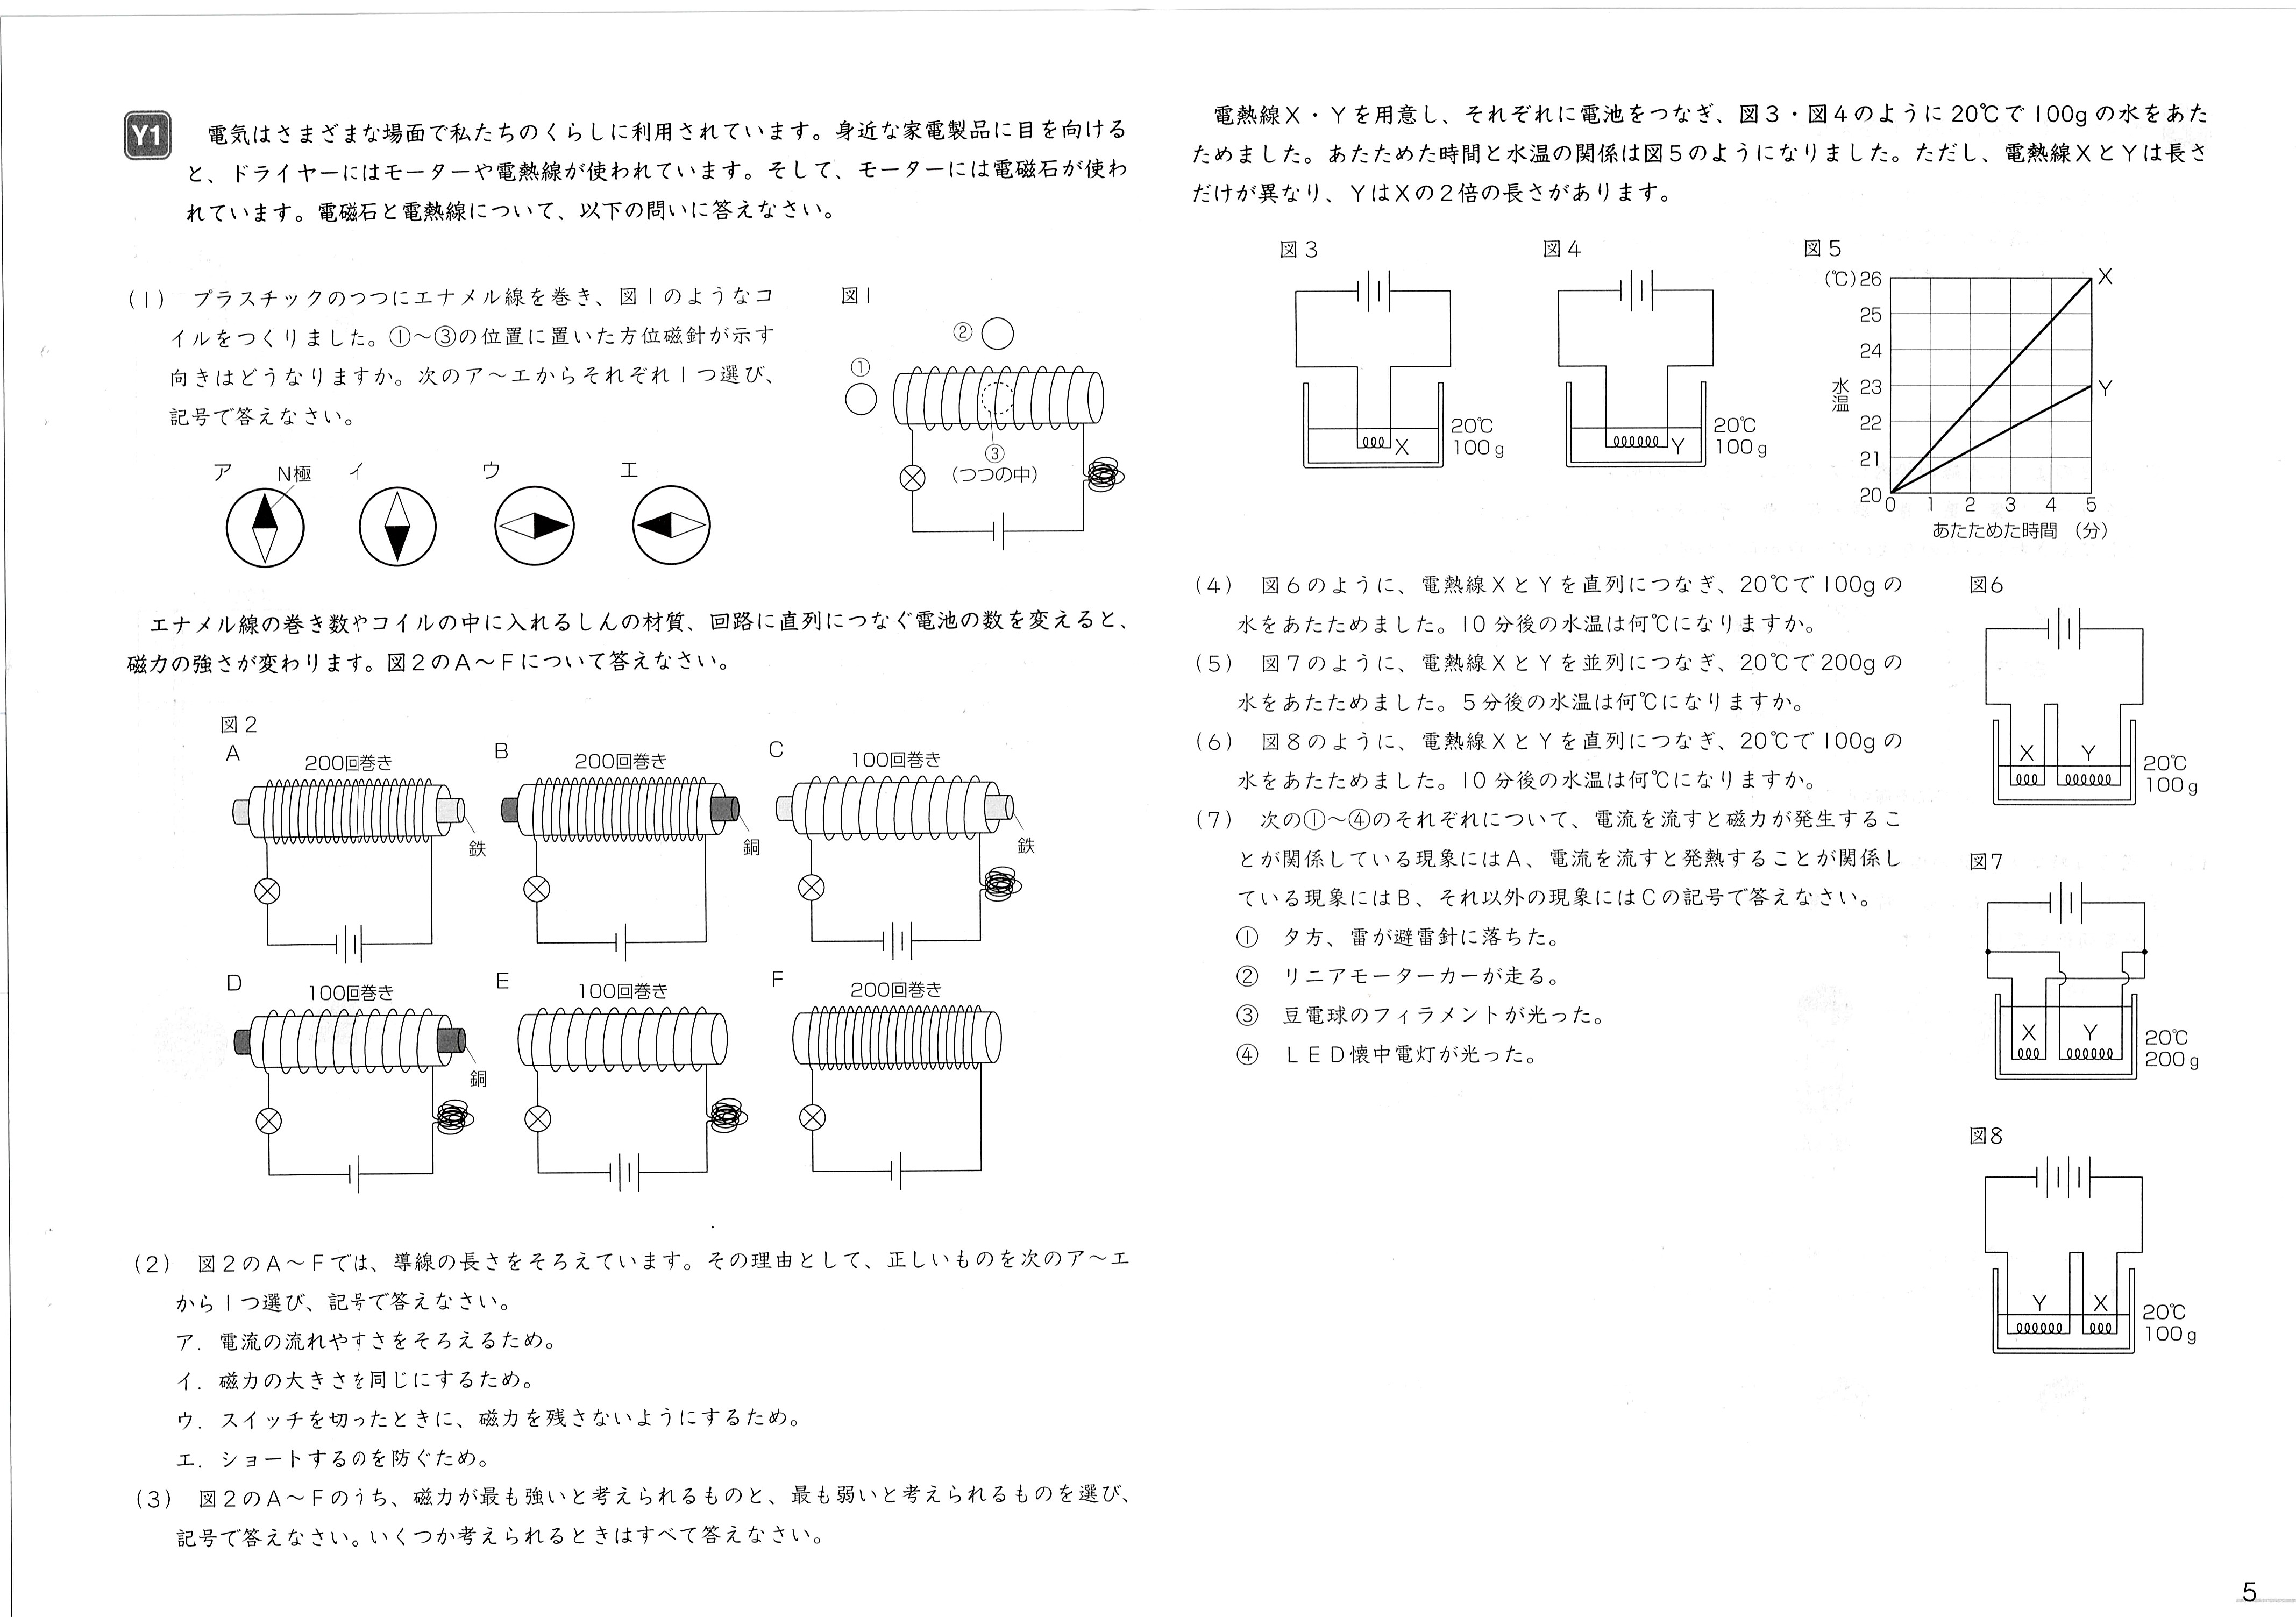 Y1 電気はさまざまな場面で私たちのくらしに利用されています。身近な家電製品に目を向ける
と、ドライヤーにはモーターや電熱線が使われています。そして、モーターには電磁石が使わ
れています。電磁石と電熱線について、以下の問いに答えなさい。
(1) プラスチックのつつにエナメル線を巻き、図1のようなコ
イルをつくりました。①～③の位置に置いた方位磁針が示す
向きはどうなりますか。次のア～エからそれぞれ1つ選び、
記号で答えなさい。
図1
②
①
③
(つつの中)
ア N極 イ ウ エ
エナメル線の巻き数やコイルの中に入れるしんの材質、回路に直列につなぐ電池の数を変えると、
磁力の強さが変わります。図2のA～Fについて答えなさい。
図2
A 200回巻き
鉄
B 200回巻き
銅
C 100回巻き
鉄
D 100回巻き
銅
E 100回巻き
F 200回巻き
(2) 図2のA～Fでは、導線の長さをそろえています。その理由として、正しいものを次のア～エ
から1つ選び、記号で答えなさい。
ア. 電流の流れやすさをそろえるため。
イ. 磁力の大きさを同じにするため。
ウ. スイッチを切ったときに、磁力を残さないようにするため。
エ. ショートするのを防ぐため。
(3) 図2のA～Fのうち、磁力が最も強いと考えられるものと、最も弱いと考えられるものを選び、
記号で答えなさい。いくつか考えられるときはすべて答えなさい。
電熱線X・Yを用意し、それぞれに電池をつなぎ、図3・図4のように20℃で100gの水をあた
ためました。あたためた時間と水温の関係は図5のようになりました。ただし、電熱線XとYは長さ
だけが異なり、YはXの2倍の長さがあります。
図3
X
20℃
100g
図4
Y
20℃
100g
図5
(℃)26
25
24
23
22
21
20
水温
X
Y
0 1 2 3 4 5
あたためた時間 (分)
(4) 図6のように、電熱線XとYを直列につなぎ、20℃で100gの
水をあたためました。10分後の水温は何℃になりますか。
(5) 図7のように、電熱線XとYを並列につなぎ、20℃で200gの
水をあたためました。5分後の水温は何℃になりますか。
(6) 図8のように、電熱線XとYを直列につなぎ、20℃で100gの
水をあたためました。10分後の水温は何℃になりますか。
(7) 次の①～④のそれぞれについて、電流を流すと磁力が発生するこ
とが関係している現象にはA、電流を流すと発熱することが関係し
ている現象にはB、それ以外の現象にはCの記号で答えなさい。
① 夕方、雷が避雷針に落ちた。
② リニアモーターカーが走る。
③ 豆電球のフィラメントが光った。
④ LED懐中電灯が光った。
図6
X Y
20℃
100g
図7
X Y
20℃
200g
図8
Y X
20℃
100g
5